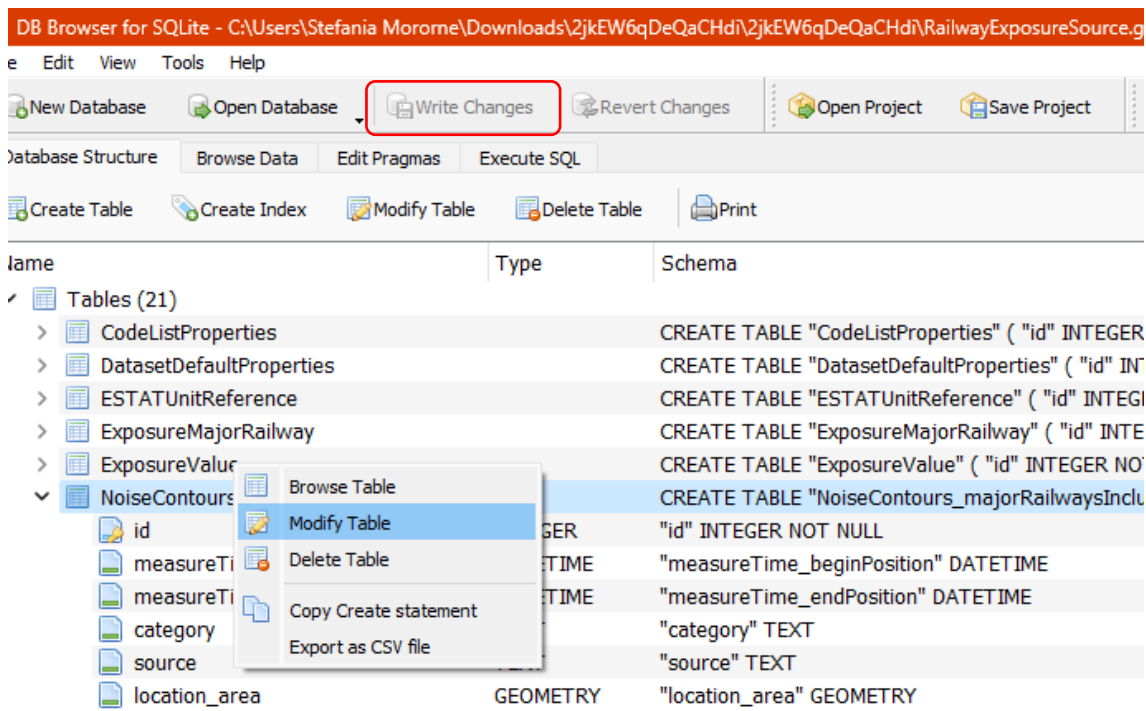 DB Browser for SQLite - C:\Users\Stefania Mororne\Downloads\2jkEW6qDeQaCHdi\2jkEW6qDeQaCHdi\RailwayExposureSource.g
e Edit View Tools Help
New Database Open Database Write Changes Revert Changes Open Project Save Project
Database Structure Browse Data Edit Pragmas Execute SQL
Create Table Create Index Modify Table Delete Table Print
Name Type Schema
Tables (21)
CodeListProperties CREATE TABLE "CodeListProperties" ( "id" INTEGER
DatasetDefaultProperties CREATE TABLE "DatasetDefaultProperties" ( "id" INT
ESTATUnitReference CREATE TABLE "ESTATUnitReference" ( "id" INTEGE
ExposureMajorRailway CREATE TABLE "ExposureMajorRailway" ( "id" INTE
ExposureValue CREATE TABLE "ExposureValue" ( "id" INTEGER NO
NoiseContours CREATE TABLE "NoiseContours_majorRailwaysInclu
id GER "id" INTEGER NOT NULL
measureTi ETIME "measureTime_beginPosition" DATETIME
measureTi ETIME "measureTime_endPosition" DATETIME
category "category" TEXT
source "source" TEXT
location_area GEOMETRY "location_area" GEOMETRY
Browse Table
Modify Table
Delete Table
Copy Create statement
Export as CSV file